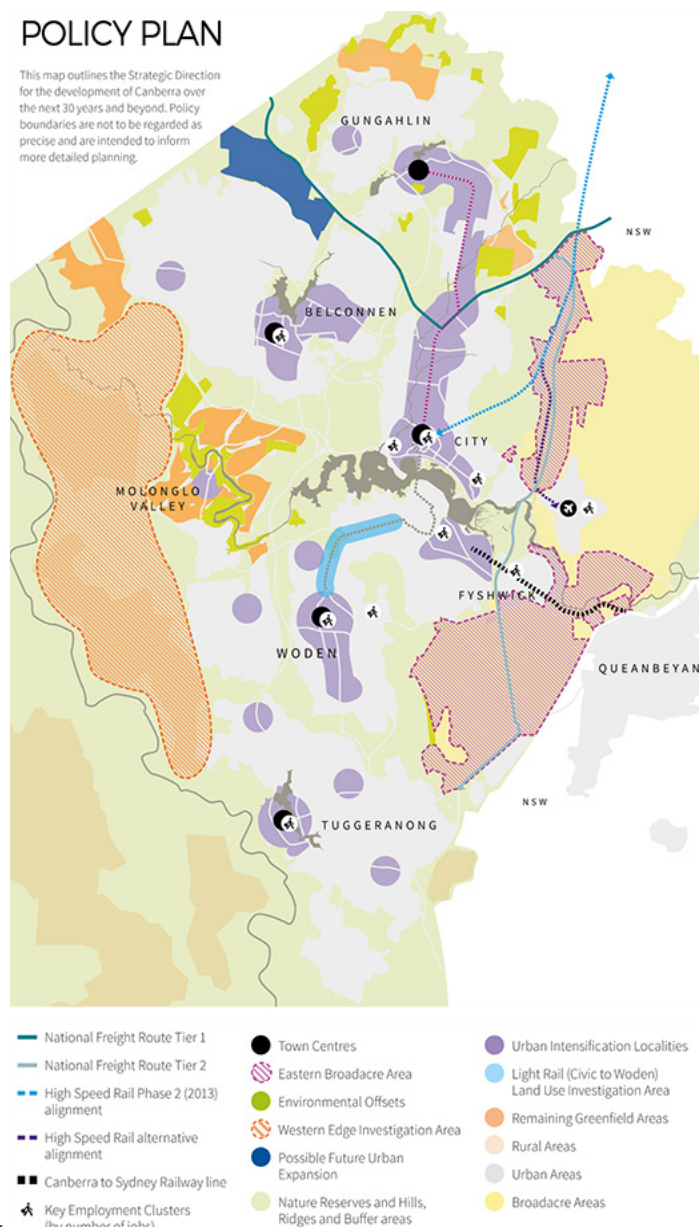 POLICY PLAN
This map outlines the Strategic Direction
for the development of Canberra over
the next 30 years and beyond. Policy
boundaries are not to be regarded as
precise and are intended to inform
more detailed planning.
GUNGAHLIN
NSW
BELCONNEN
CITY
MOLONGLO
VALLEY
FYSHWICK
WODEN
QUEANBEYAN
NSW
TUGGERANONG
National Freight Route Tier 1
National Freight Route Tier 2
High Speed Rail Phase 2 (2013)
alignment
High Speed Rail alternative
alignment
Canberra to Sydney Railway line
Key Employment Clusters
(by number of jobs)
Town Centres
Eastern Broadacre Area
Environmental Offsets
Western Edge Investigation Area
Possible Future Urban
Expansion
Nature Reserves and Hills,
Ridges and Buffer areas
Urban Intensification Localities
Light Rail (Civic to Woden)
Land Use Investigation Area
Remaining Greenfield Areas
Rural Areas
Urban Areas
Broadacre Areas